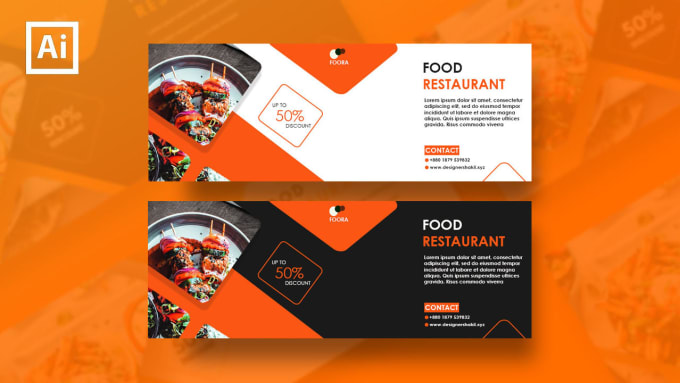 Ai
50%
FOORA
FOOD
RESTAURANT
Lorem ipsum dolor sit amet, consectetur
adipiscing elit, sed do eiusmod tempor
incididunt ut labore et dolore magna
aliqua. Quis ipsum suspendisse ultrices
gravida. Risus commodo viverra
UP TO
50%
DISCOUNT
CONTACT
+880 1879 539832
www.designershakil.xyz
FOORA
FOOD
RESTAURANT
Lorem ipsum dolor sit amet, consectetur
adipiscing elit, sed do eiusmod tempor
incididunt ut labore et dolore magna
aliqua. Quis ipsum suspendisse ultrices
gravida. Risus commodo viverra
UP TO
50%
DISCOUNT
CONTACT
+880 1879 539832
www.designershakil.xyz